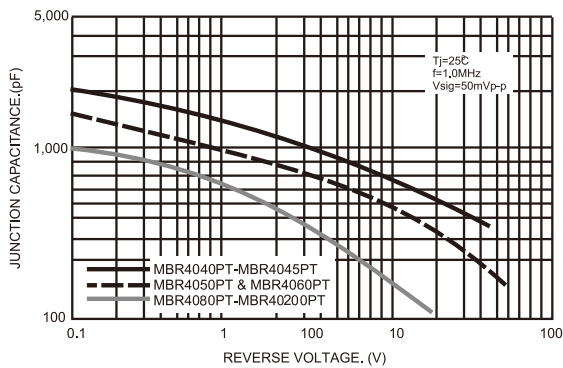 5,000
Tj=25℃
f=1.0MHz
Vsig=50mVp-p
JUNCTION CAPACITANCE.(pF)
1,000
MBR4040PT-MBR4045PT
MBR4050PT & MBR4060PT
MBR4080PT-MBR40200PT
100
0.1 1 100 10 100
REVERSE VOLTAGE. (V)